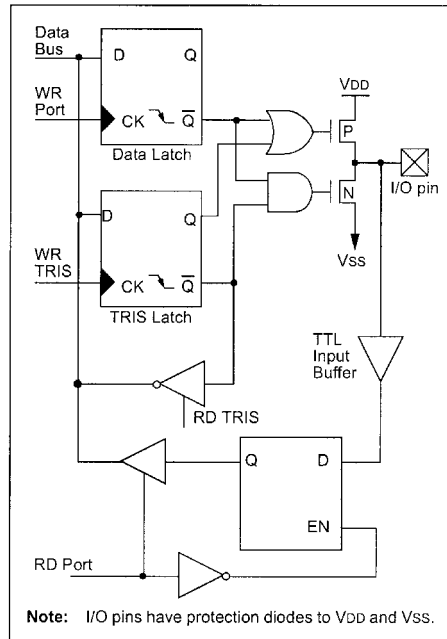 Data
Bus
D
Q
WR
Port
CK
Q
Data Latch
VDD
P
N
I/O pin
VSS
D
Q
WR
TRIS
CK
Q
TRIS Latch
TTL
Input
Buffer
RD TRIS
Q
D
EN
RD Port
Note: I/O pins have protection diodes to VDD and VSS.